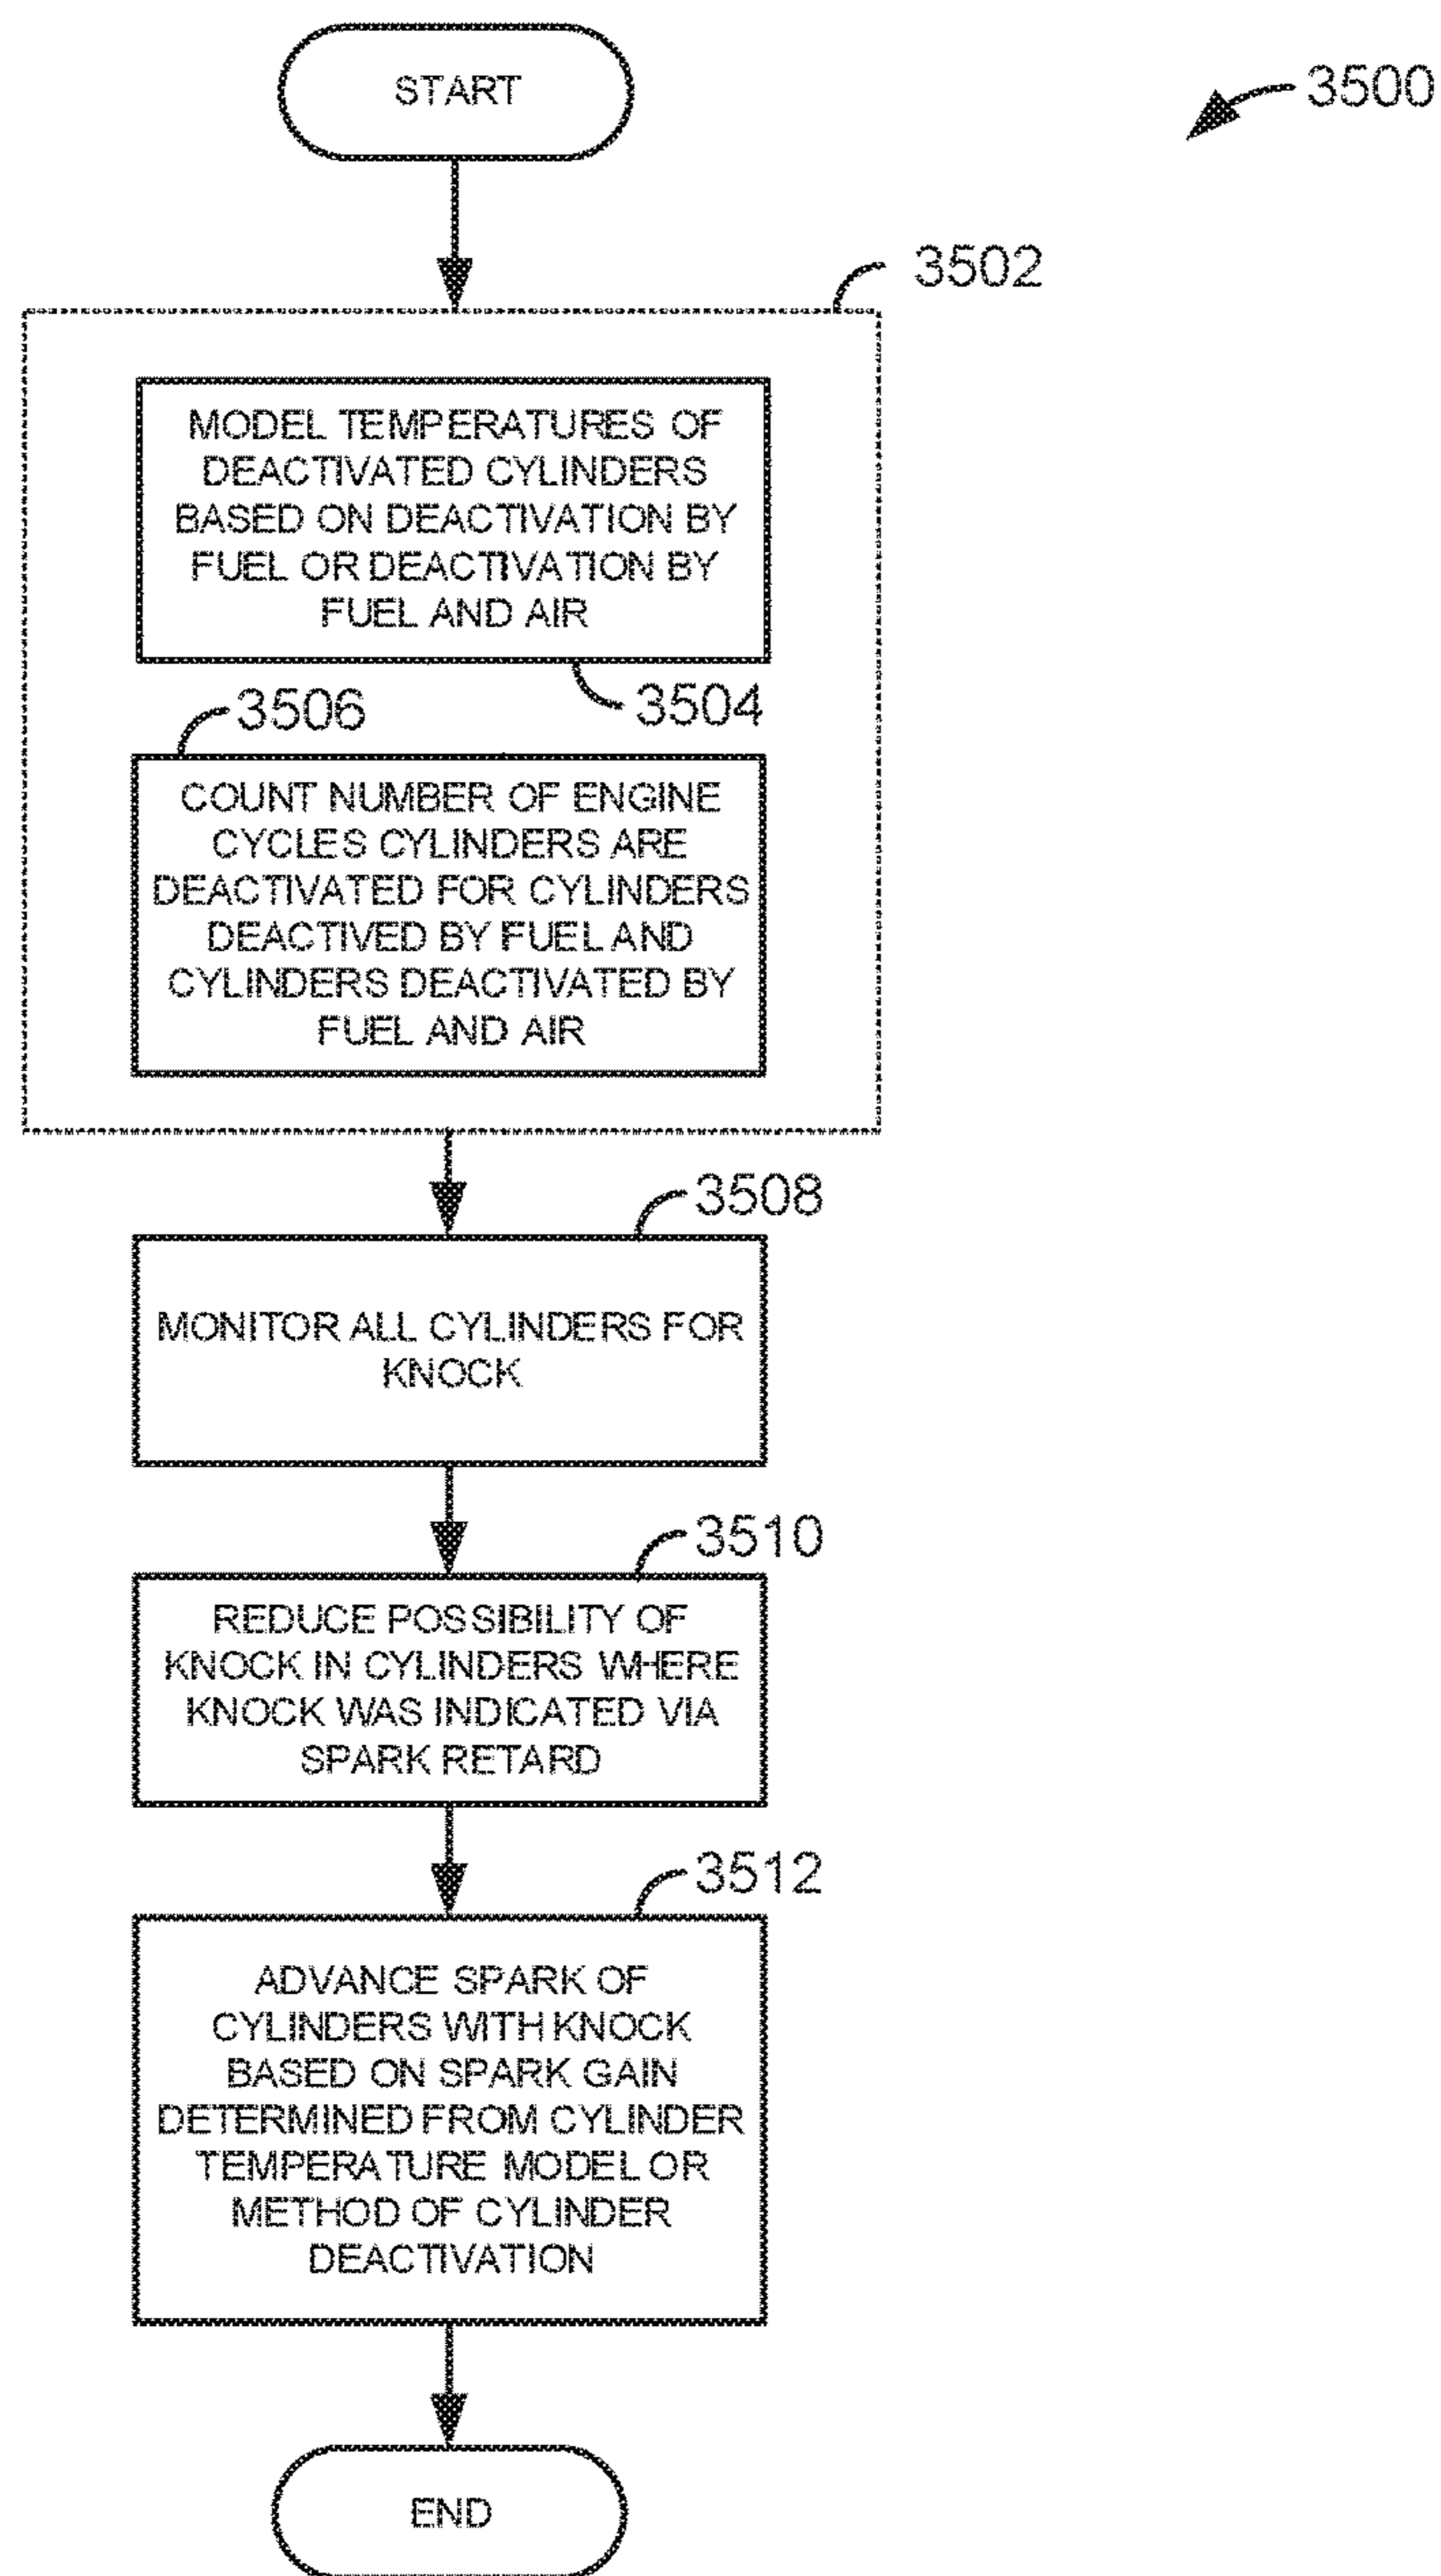 START
3500
3502
MODEL TEMPERATURES OF
DEACTIVATED CYLINDERS
BASED ON DEACTIVATION BY
FUEL OR DEACTIVATION BY
FUEL AND AIR
3504
3506
COUNT NUMBER OF ENGINE
CYCLES CYLINDERS ARE
DEACTIVATED FOR CYLINDERS
DEACTIVED BY FUEL AND
CYLINDERS DEACTIVATED BY
FUEL AND AIR
3508
MONITOR ALL CYLINDERS FOR
KNOCK
3510
REDUCE POSSIBILITY OF
KNOCK IN CYLINDERS WHERE
KNOCK WAS INDICATED VIA
SPARK RETARD
3512
ADVANCE SPARK OF
CYLINDERS WITH KNOCK
BASED ON SPARK GAIN
DETERMINED FROM CYLINDER
TEMPERATURE MODEL OR
METHOD OF CYLINDER
DEACTIVATION
END